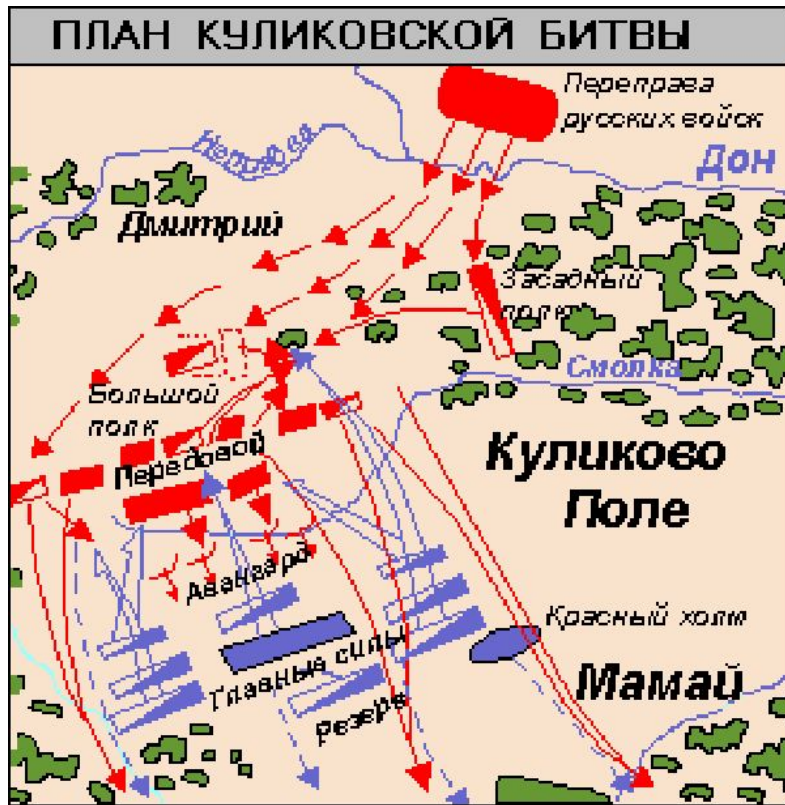 ПЛАН КУЛИКОВСКОЙ БИТВЫ
Переправа
русских войск
Непрядва
Дон
Дмитрий
Засадный
полк
Смолка
Большой
полк
Передовой
Куликово
Поле
Авангард
Красный холм
Главные силы
Мамай
Резерв